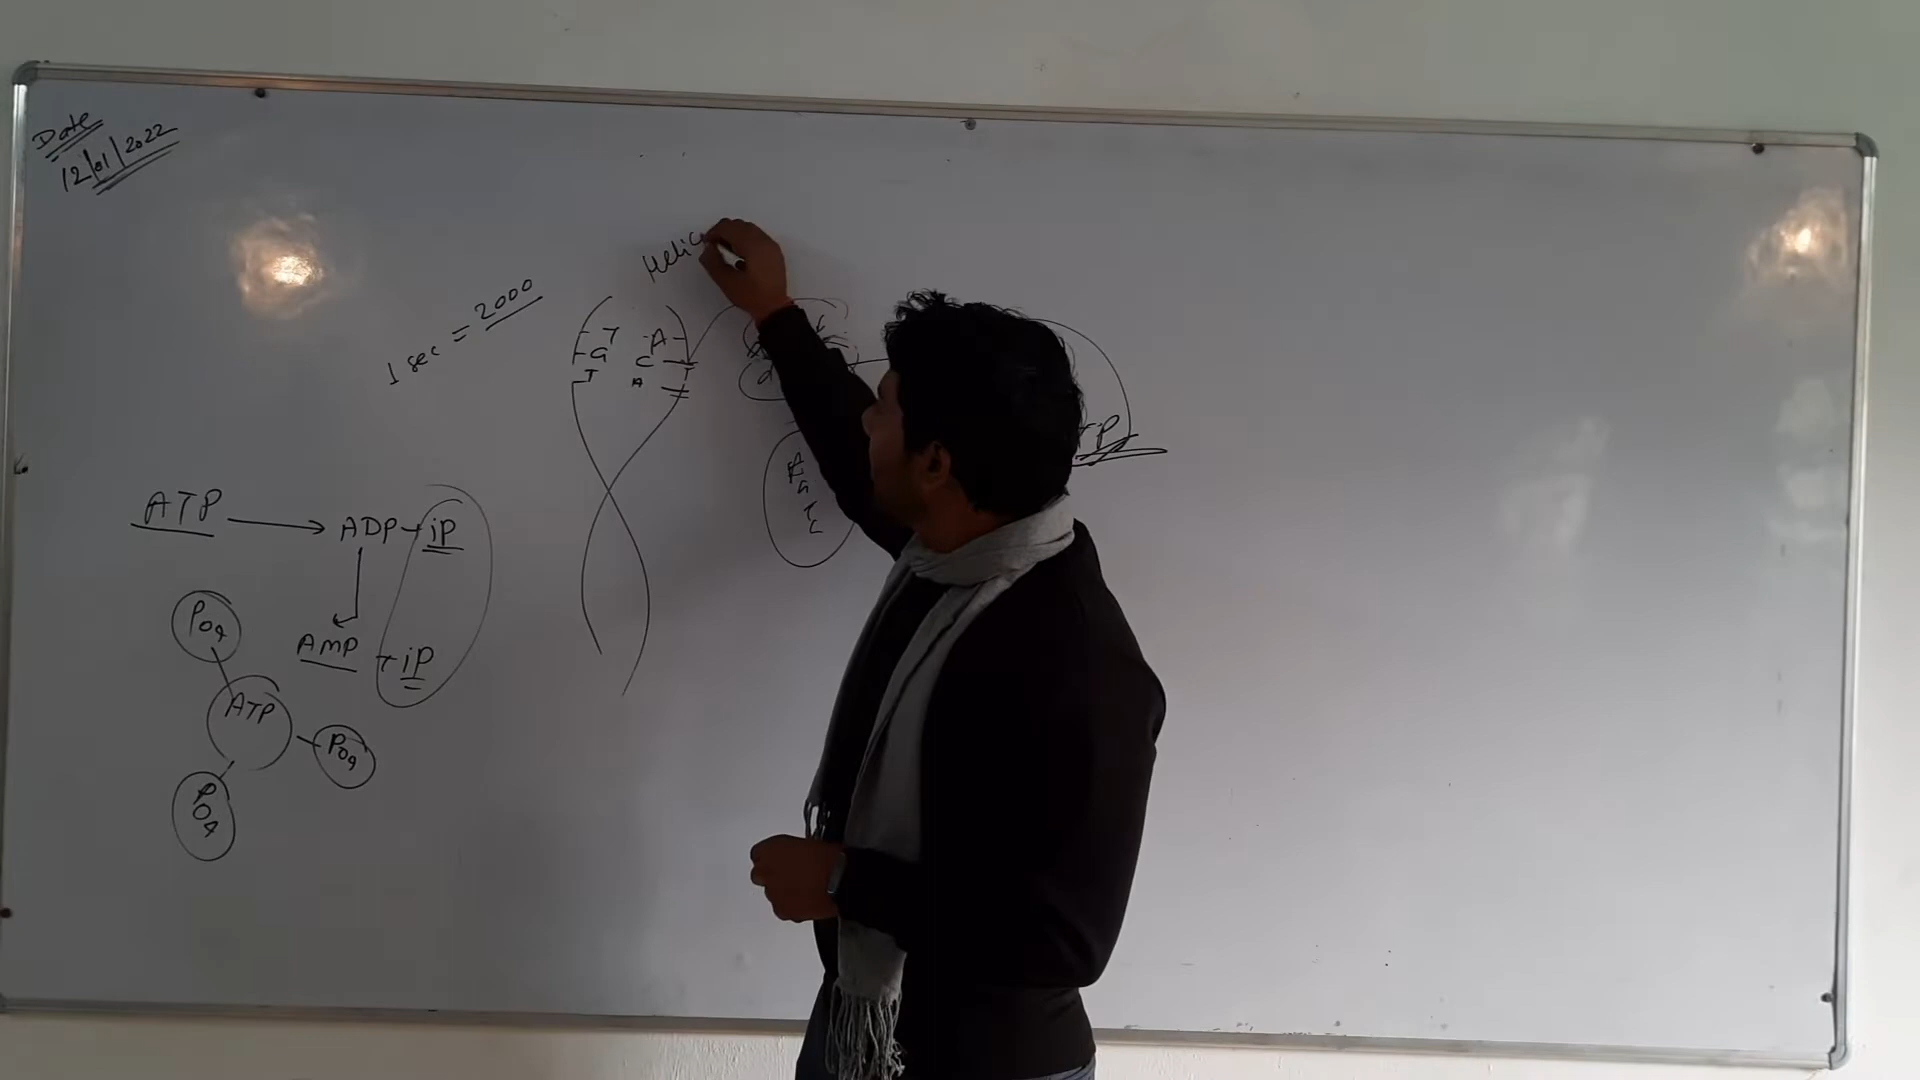 Date
12/01/2022
Helic
1 sec = 2000
T A
G C T
T A
A
G
T
C
+P
ATP → ADP + iP
AMP + iP
PO4
ATP
PO4
PO4